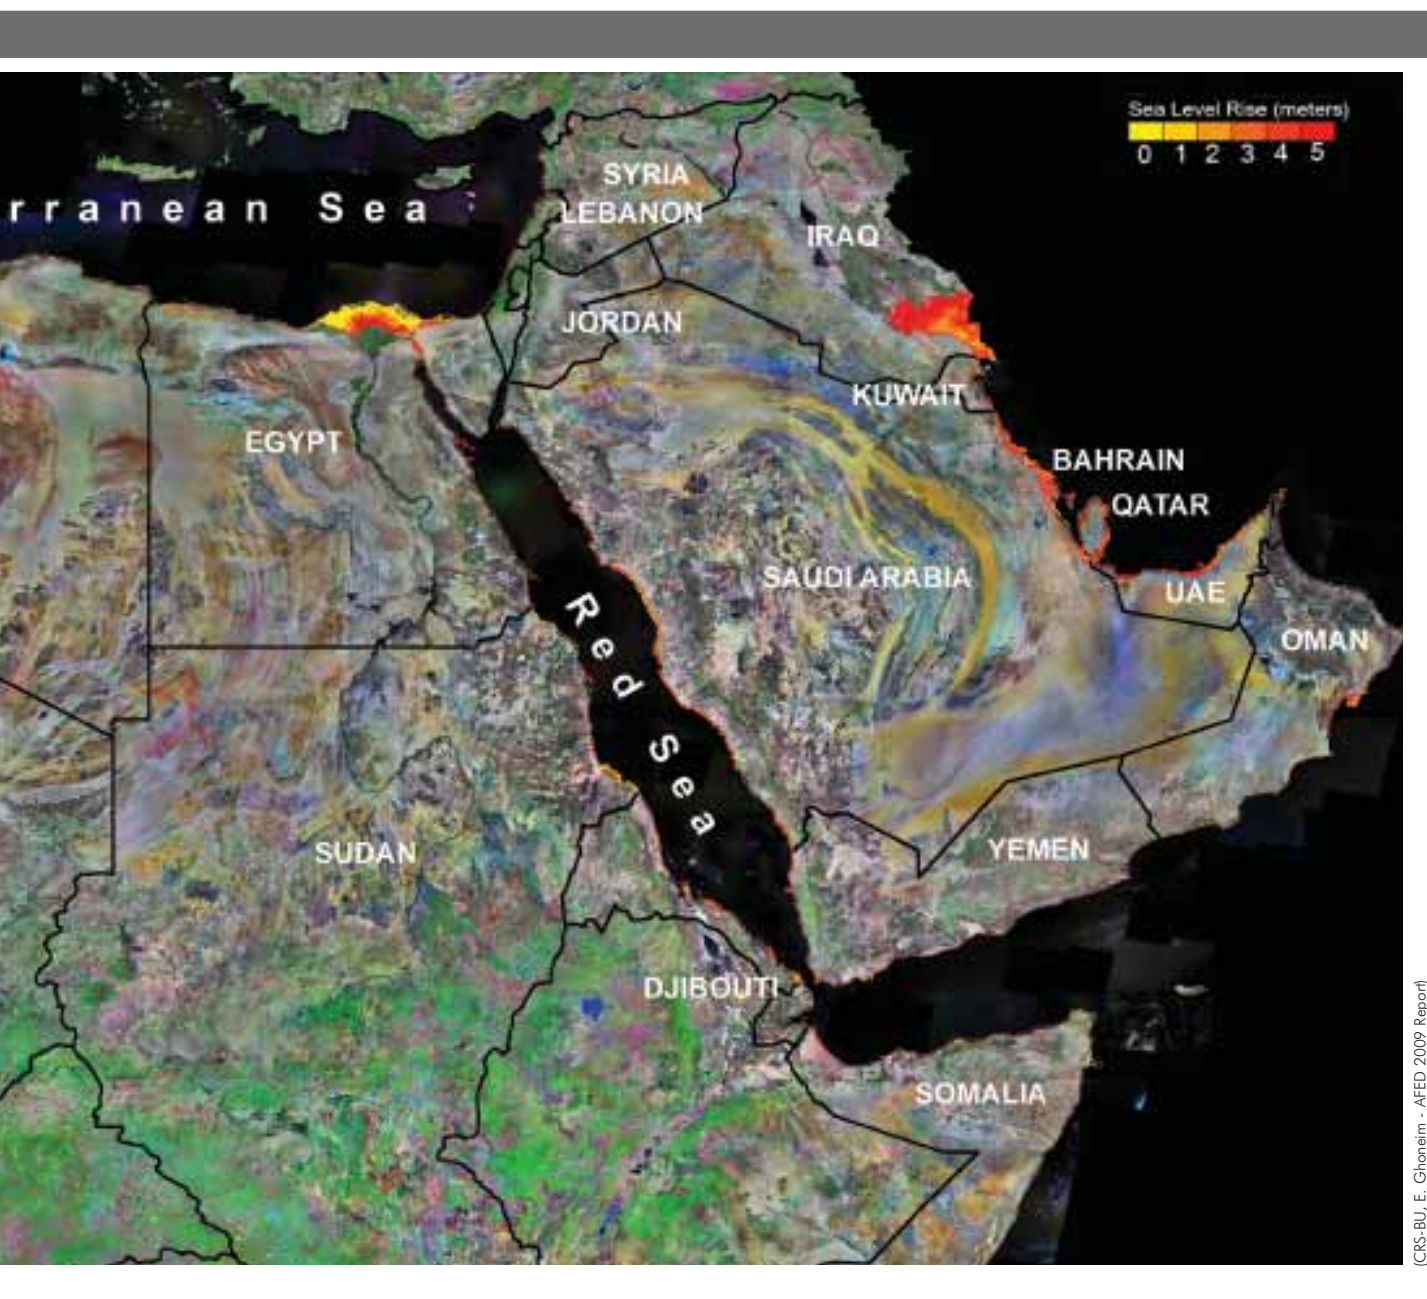 Sea Level Rise (meters)
0 1 2 3 4 5
SYRIA
rranean Sea
LEBANON
IRAQ
JORDAN
KUWAIT
EGYPT
BAHRAIN
QATAR
SAUDI ARABIA
UAE
Red Sea
OMAN
SUDAN
YEMEN
DJIBOUTI
SOMALIA
(CRS-BU, E. Ghoneim - AFED 2009 Report)